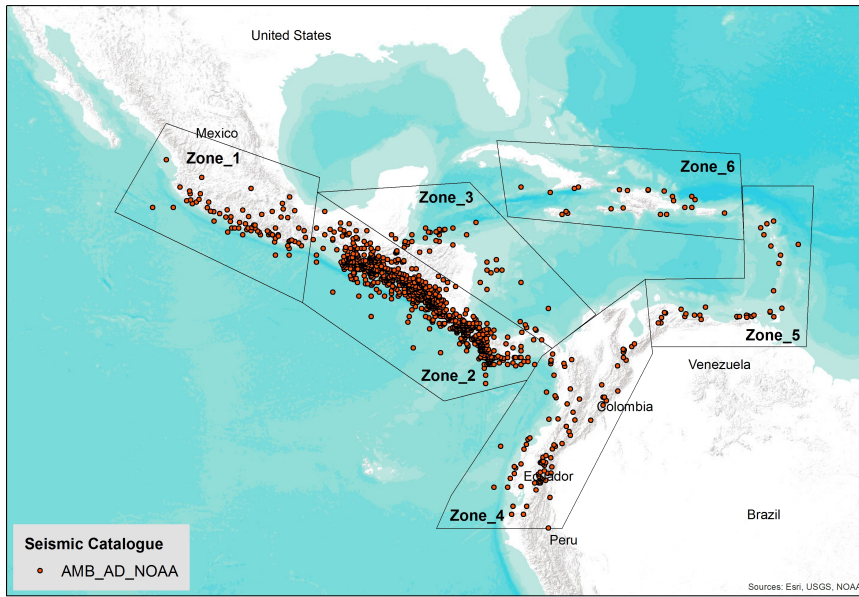 United States
Mexico
Zone_1
Zone_6
Zone_3
Zone_5
Venezuela
Zone_2
Colombia
Ecuador
Zone_4
Brazil
Peru
Seismic Catalogue
AMB_AD_NOAA
Sources: Esri, USGS, NOAA